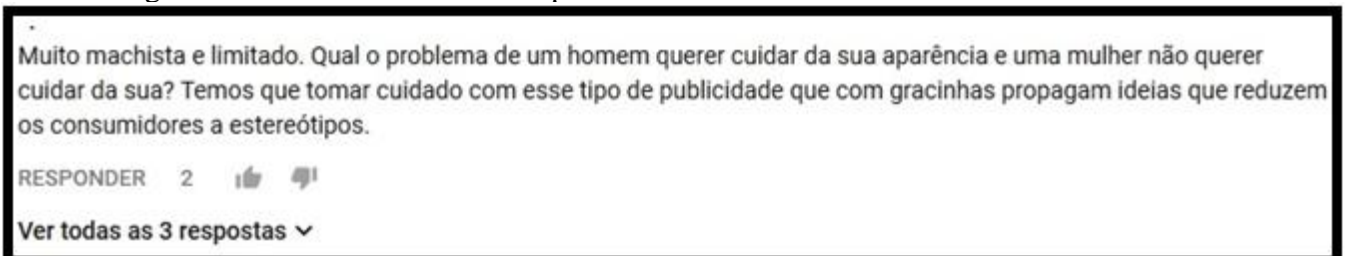 Muito machista e limitado. Qual o problema de um homem querer cuidar da sua aparência e uma mulher não querer
cuidar da sua? Temos que tomar cuidado com esse tipo de publicidade que com gracinhas propagam ideias que reduzem
os consumidores a estereótipos.
RESPONDER 2
Ver todas as 3 respostas